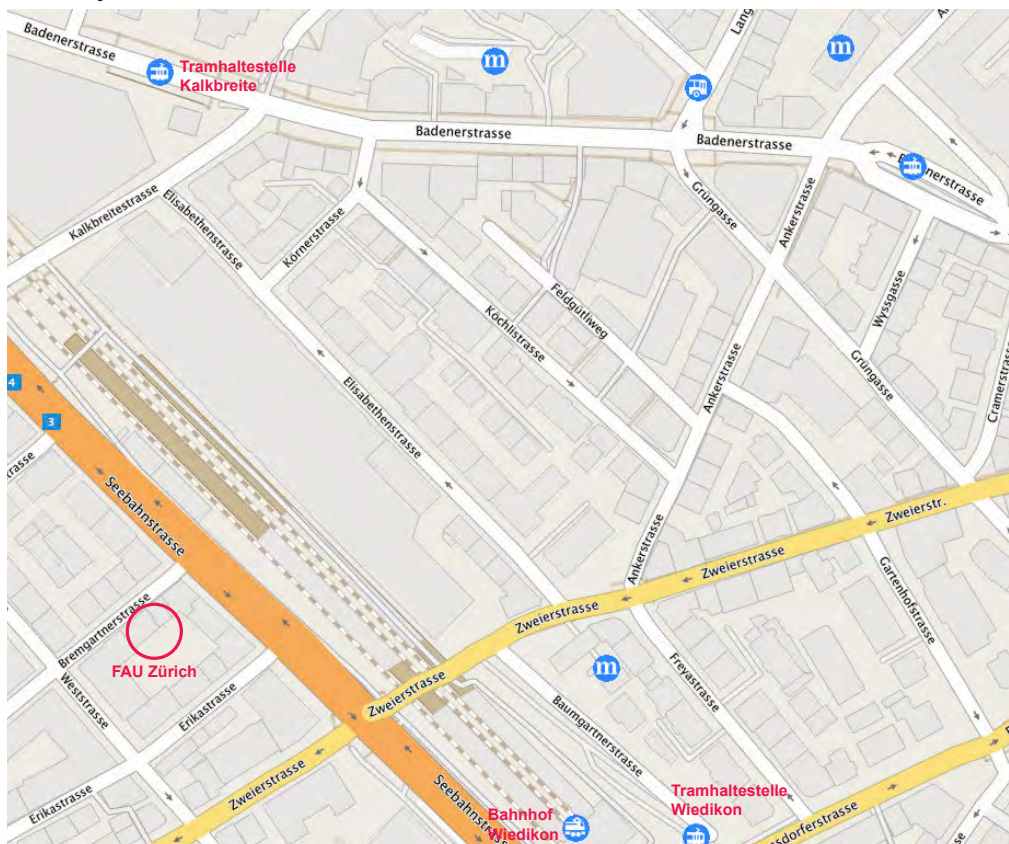 Badenerstrasse
Tramhaltestelle
Kalkbreite
m
m
Badenerstrasse
Badenerstrasse
Kalkbreitestrasse
Elisabethenstrasse
Körnerstrasse
Grüngasse
Ankerstrasse
Wyssgasse
Feldgütliweg
Köchlistrasse
Ankerstrasse
Grüngasse
Cramerstrasse
4
3
Elisabethenstrasse
Seebahnstrasse
Ankerstrasse
Zweierstr.
Zweierstrasse
Zweierstrasse
Gartenhofstrasse
Bremgartnerstrasse
FAU Zürich
Weststrasse
Erikastrasse
Zweierstrasse
m
Freyastrasse
Baumgartnerstrasse
Erikastrasse
Zweierstrasse
Seebahnstrasse
Bahnhof
Wiedikon
Tramhaltestelle
Wiedikon